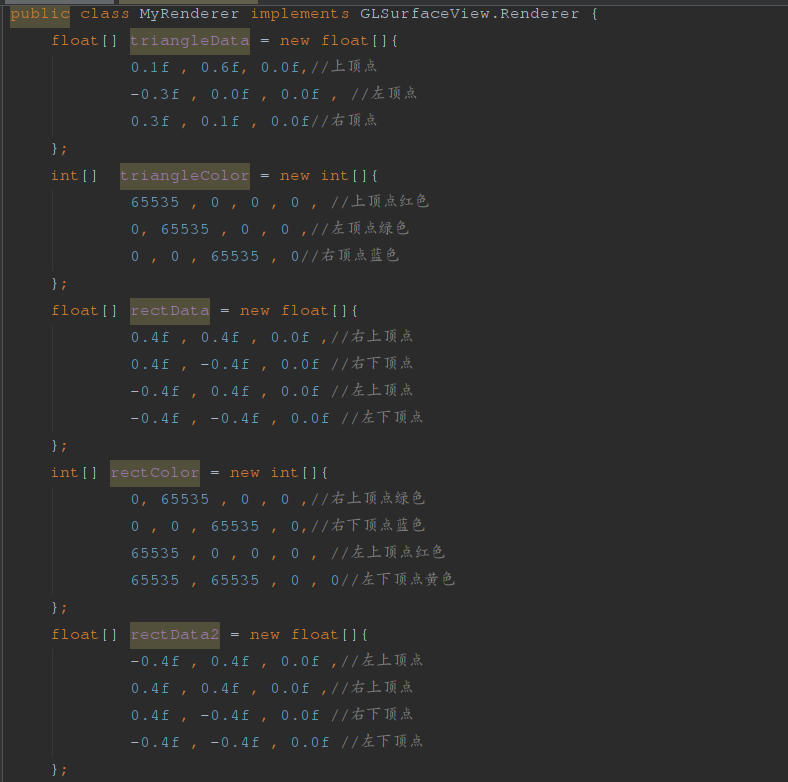 public class MyRenderer implements GLSurfaceView.Renderer {
float[] triangleData = new float[]{
0.1f , 0.6f, 0.0f,//上顶点
-0.3f , 0.0f , 0.0f , //左顶点
0.3f , 0.1f , 0.0f//右顶点
};
int[]  triangleColor = new int[]{
65535 , 0 , 0 , 0 , //上顶点红色
0, 65535 , 0 , 0 ,//左顶点绿色
0 , 0 , 65535 , 0//右顶点蓝色
};
float[] rectData = new float[]{
0.4f , 0.4f , 0.0f ,//右上顶点
0.4f , -0.4f , 0.0f //右下顶点
-0.4f , 0.4f , 0.0f //左上顶点
-0.4f , -0.4f , 0.0f //左下顶点
};
int[] rectColor = new int[]{
0, 65535 , 0 , 0 ,//右上顶点绿色
0 , 0 , 65535 , 0,//右下顶点蓝色
65535 , 0 , 0 , 0 , //左上顶点红色
65535 , 65535 , 0 , 0//左下顶点黄色
};
float[] rectData2 = new float[]{
-0.4f , 0.4f , 0.0f ,//左上顶点
0.4f , 0.4f , 0.0f ,//右上顶点
0.4f , -0.4f , 0.0f //右下顶点
-0.4f , -0.4f , 0.0f //左下顶点
};